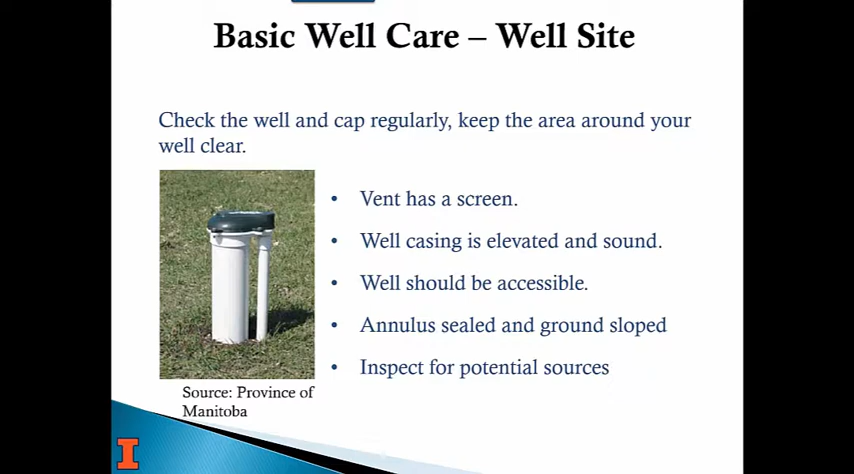 Basic Well Care – Well Site
Check the well and cap regularly, keep the area around your
well clear.
• Vent has a screen.
• Well casing is elevated and sound.
• Well should be accessible.
• Annulus sealed and ground sloped
• Inspect for potential sources
Source: Province of
Manitoba
I